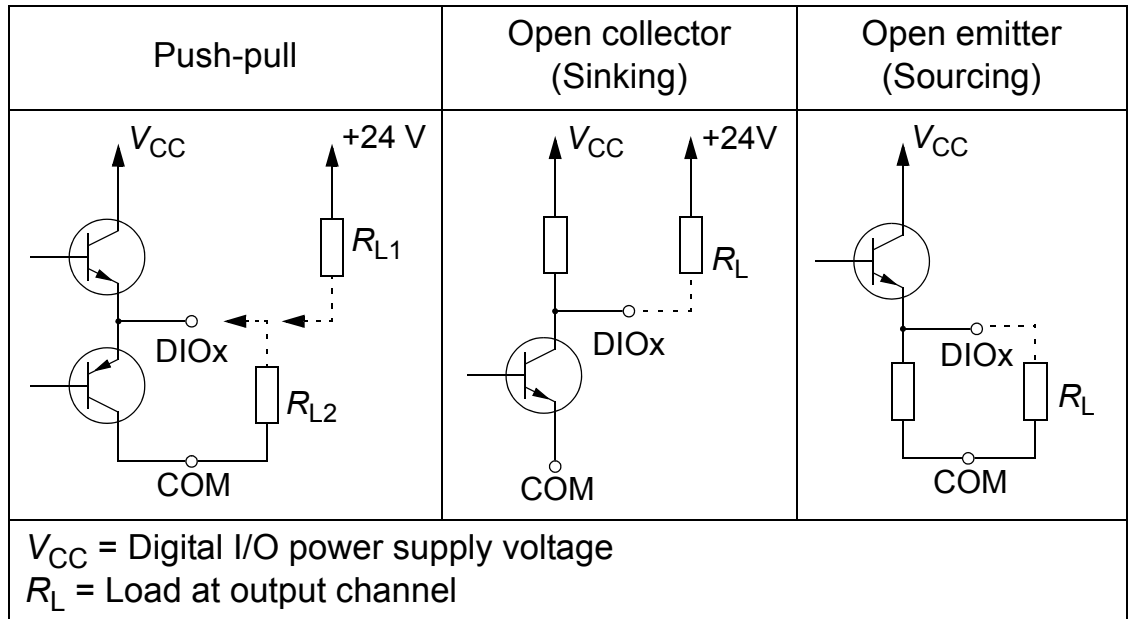 Push-pull
Open collector
(Sinking)
Open emitter
(Sourcing)
VCC
+24 V
RL1
DIOx
RL2
COM
VCC
+24V
RL
DIOx
COM
VCC
DIOx
RL
COM
VCC = Digital I/O power supply voltage
RL = Load at output channel